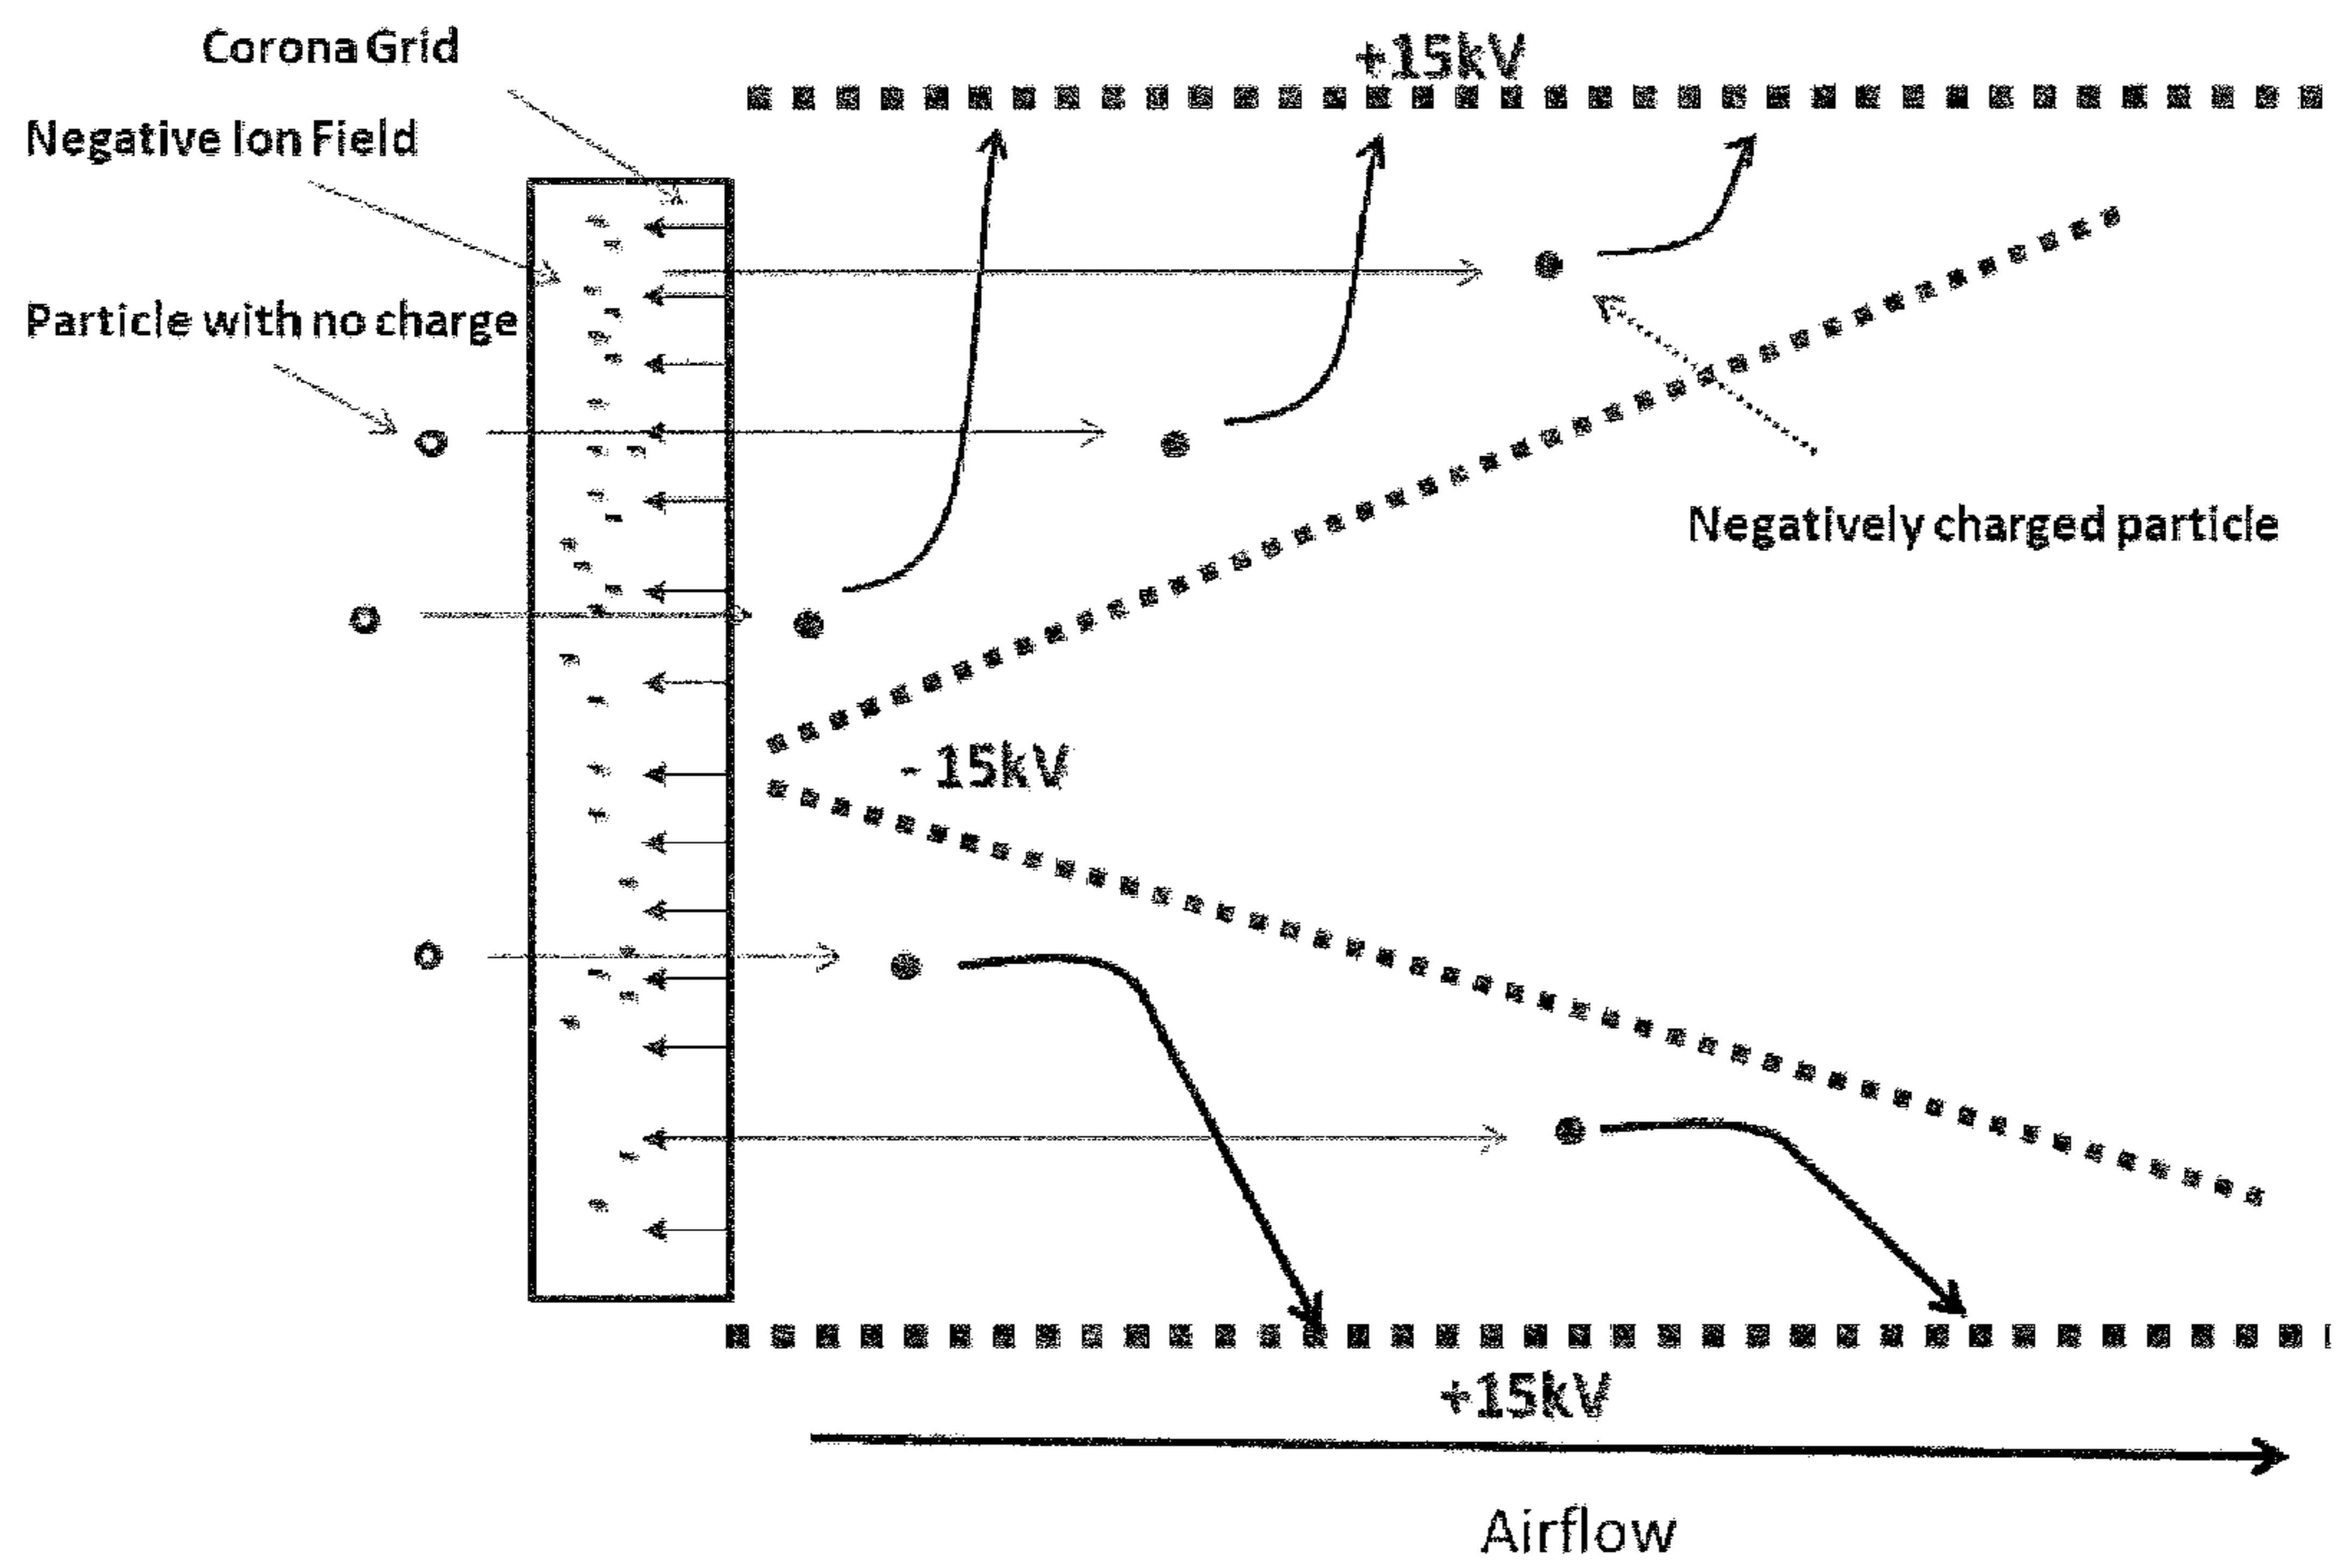 Corona Grid
+15kV
Negative Ion Field
Particle with no charge
Negatively charged particle
- 15kV
+15kV
Airflow